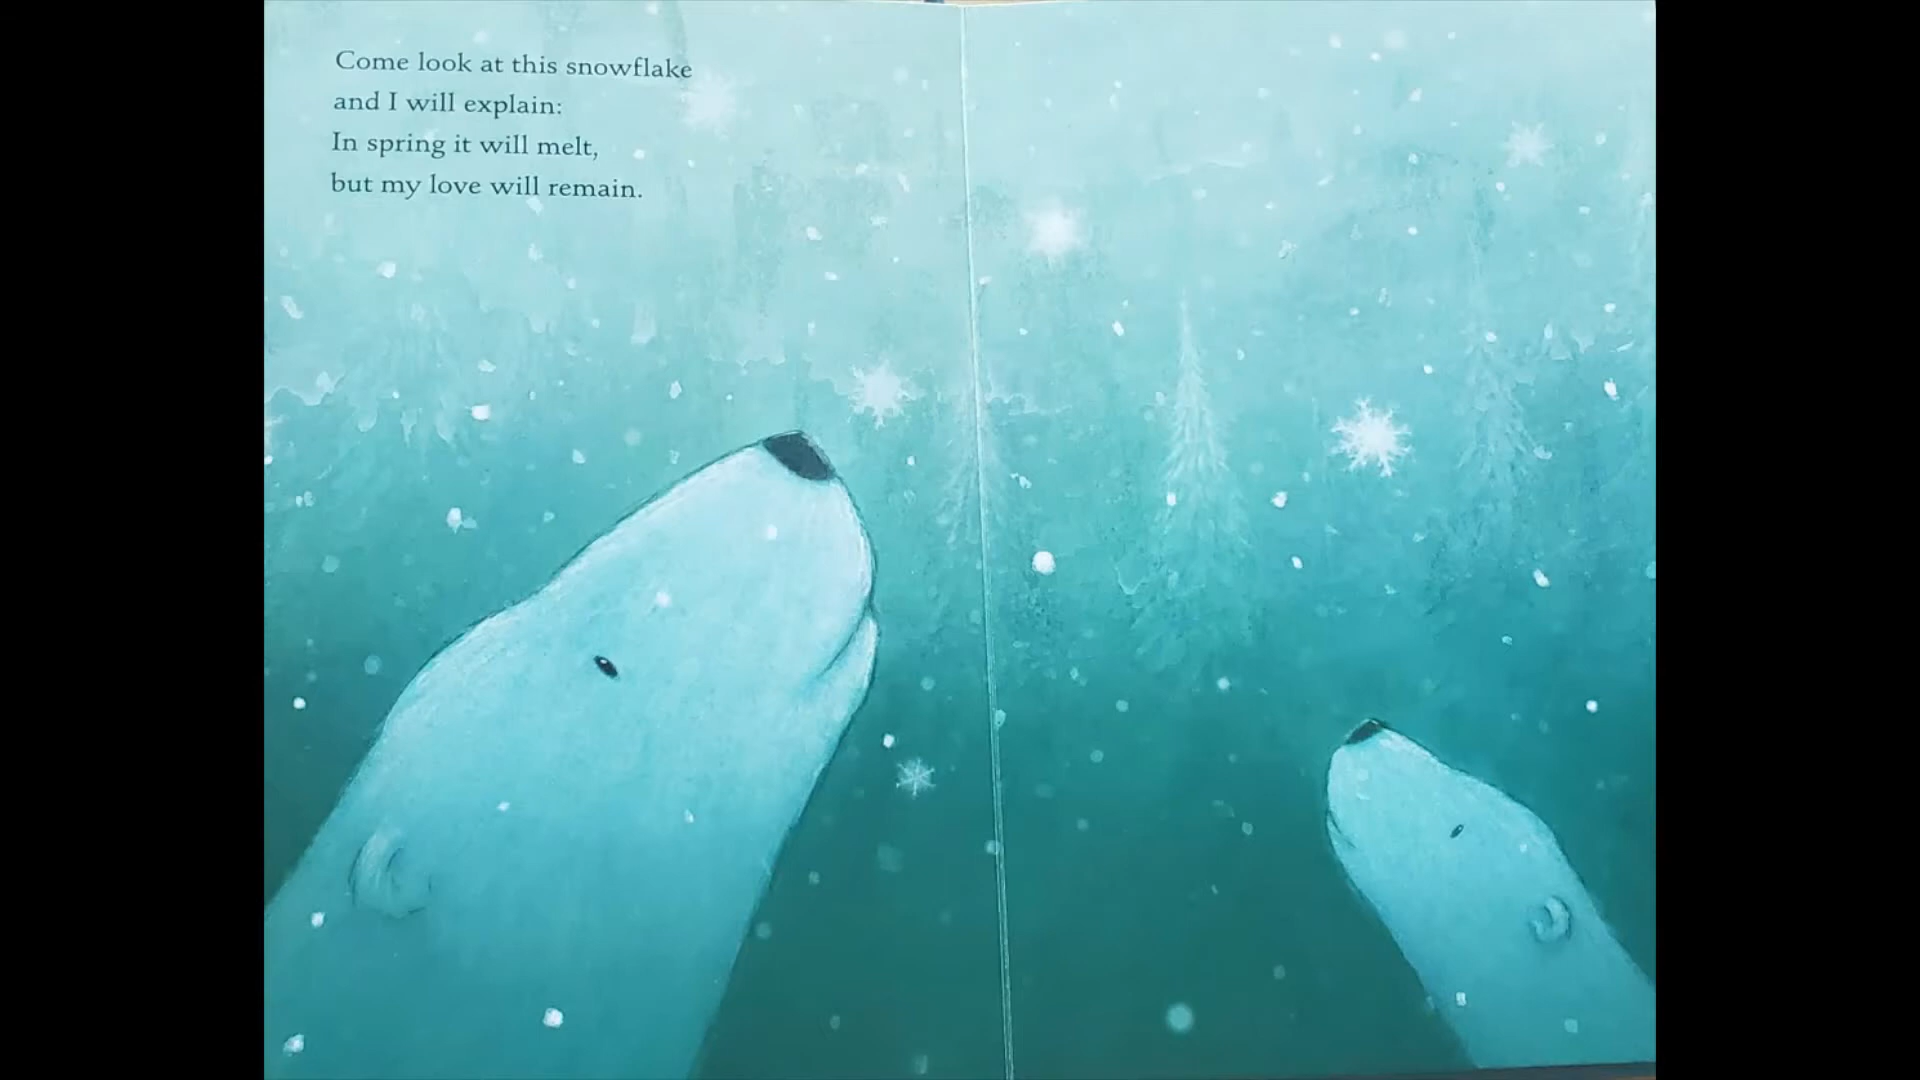 Come look at this snowflake
and I will explain:
In spring it will melt,
but my love will remain.